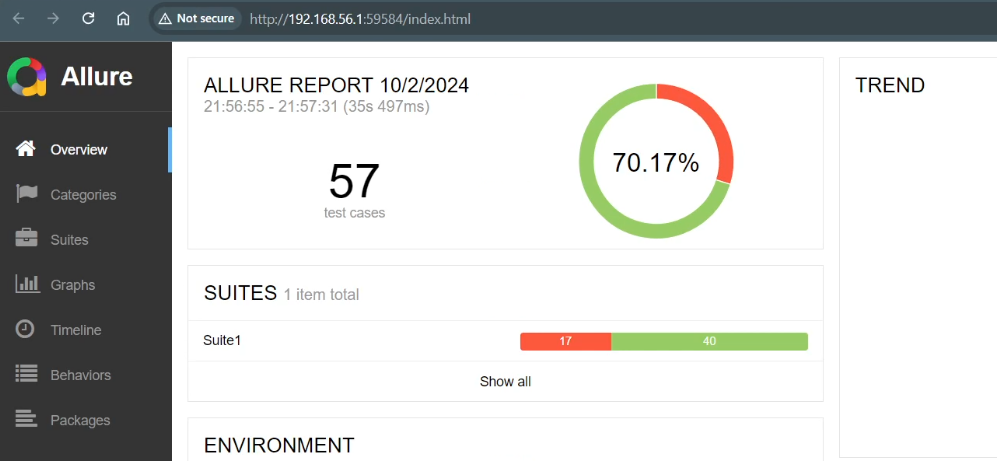 Not secure http://192.168.56.1:59584/index.html
Allure
Overview
Categories
Suites
Graphs
Timeline
Behaviors
Packages
ALLURE REPORT 10/2/2024
21:56:55 - 21:57:31 (35s 497ms)
57
test cases
70.17%
SUITES 1 item total
Suite1 17 40
Show all
ENVIRONMENT
TREND